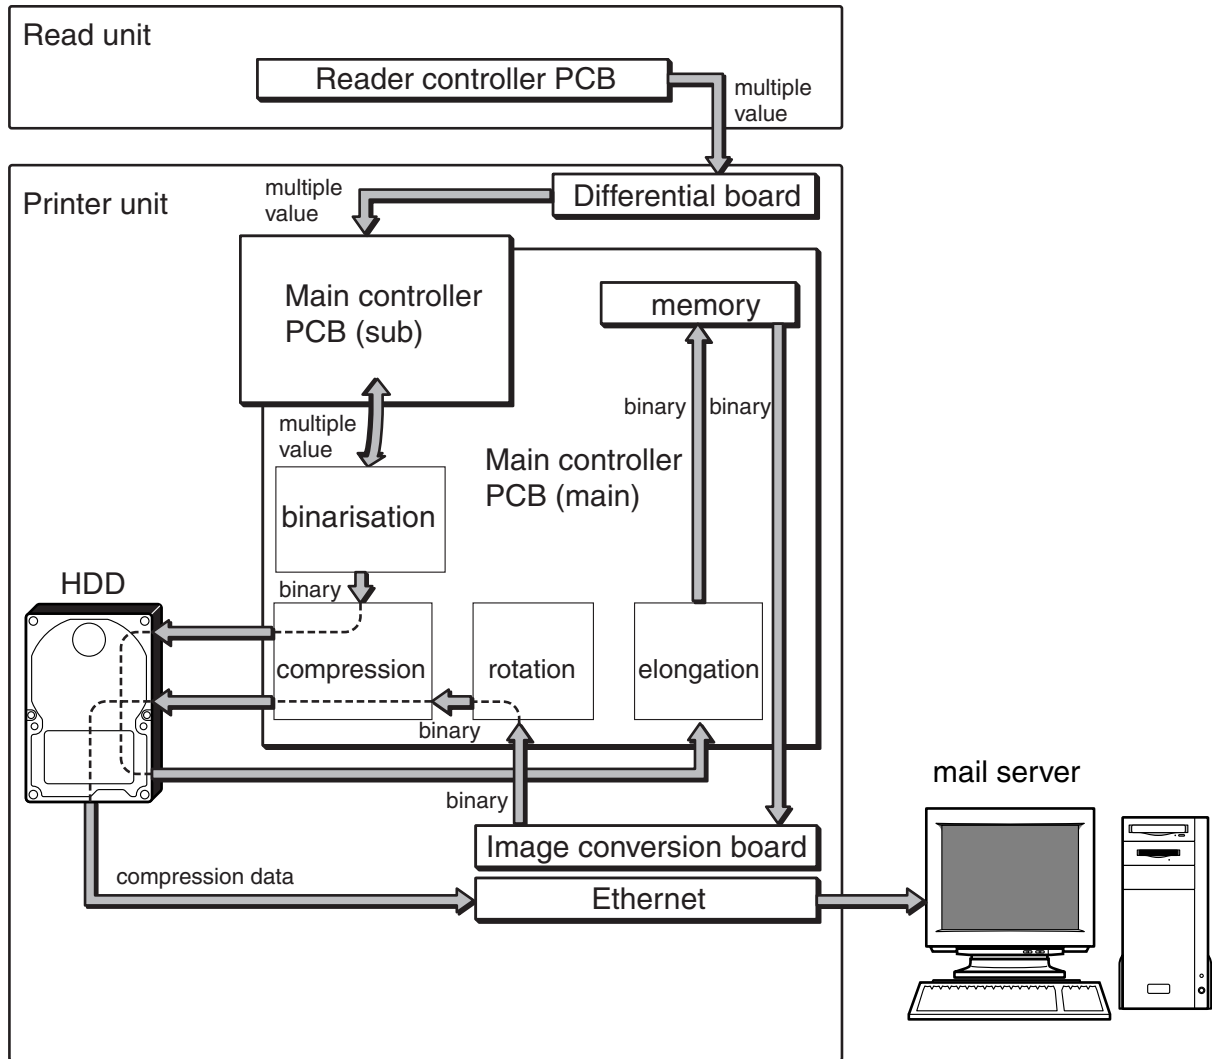 Read unit
Reader controller PCB
multiple
value
Printer unit
multiple
value
Differential board
Main controller
PCB (sub)
memory
multiple
value
binary
binary
Main controller
PCB (main)
binarisation
HDD
binary
compression
rotation
elongation
binary
binary
mail server
Image conversion board
compression data
Ethernet